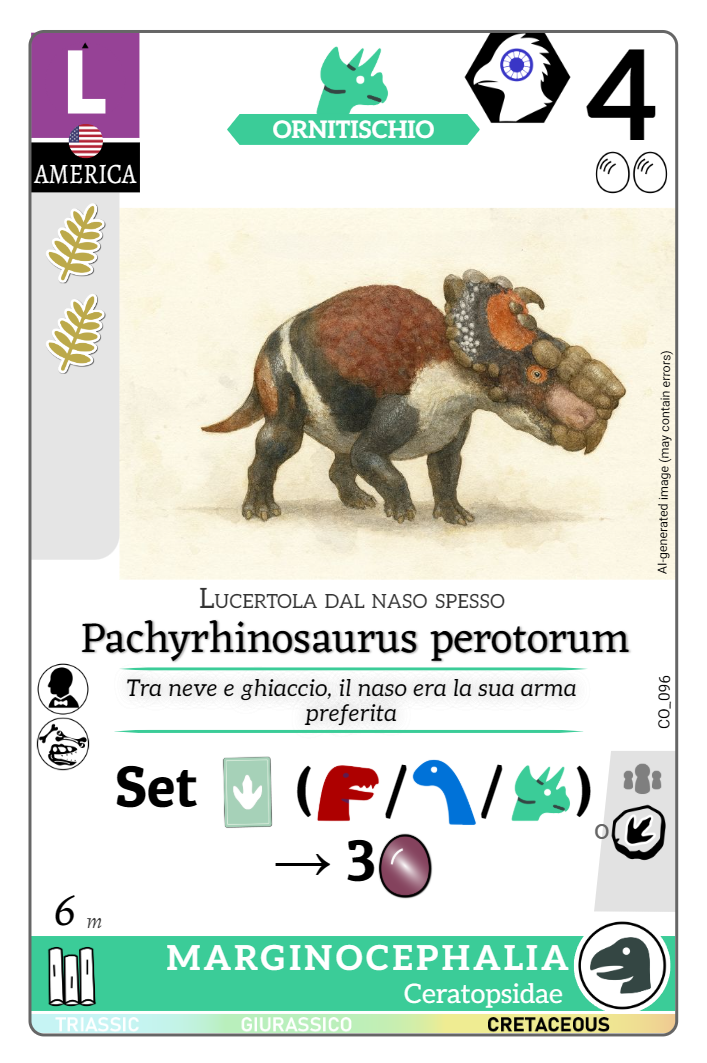 L
AMERICA
ORNITISCHIO
4
AI-generated image (may contain errors)
Lucertola dal naso spesso
Pachyrhinosaurus perotorum
Tra neve e ghiaccio, il naso era la sua arma
preferita
CO_096
Set ( / / )
→ 3
o
6 m
MARGINOCEPHALIA
Ceratopsidae
TRIASSIC GIURASSICO CRETACEOUS